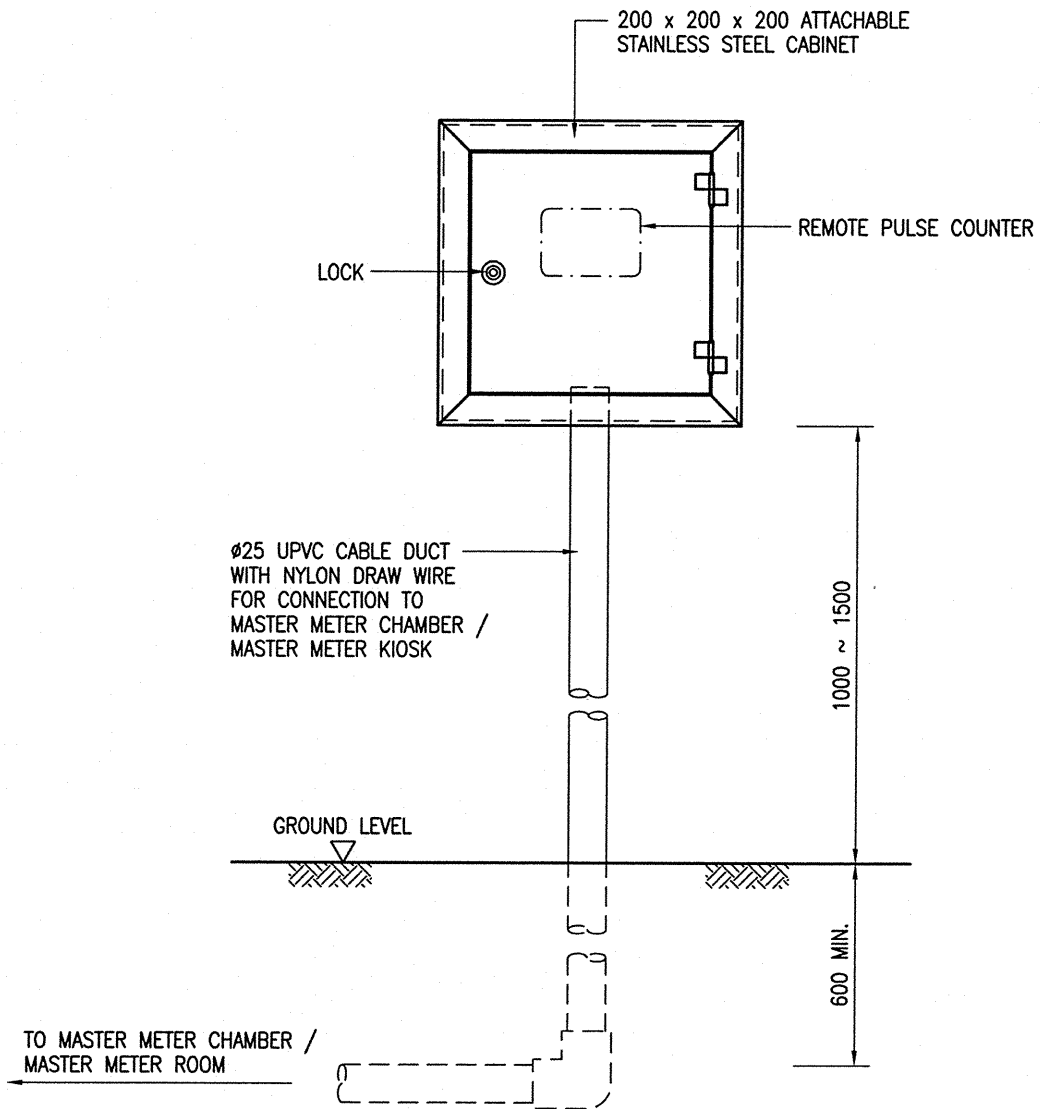 200 x 200 x 200 ATTACHABLE
STAINLESS STEEL CABINET
REMOTE PULSE COUNTER
LOCK
ø25 UPVC CABLE DUCT
WITH NYLON DRAW WIRE
FOR CONNECTION TO
MASTER METER CHAMBER /
MASTER METER KIOSK
1000 ~ 1500
GROUND LEVEL
600 MIN.
TO MASTER METER CHAMBER /
MASTER METER ROOM